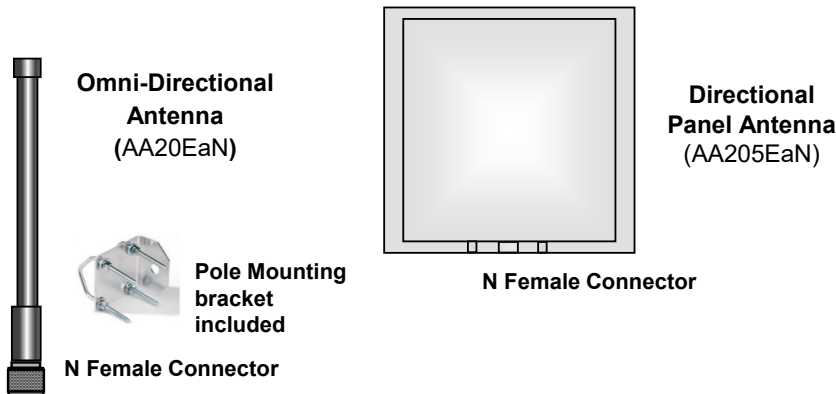 Omni-Directional
Antenna
(AA20EaN)
Directional
Panel Antenna
(AA205EaN)
Pole Mounting
bracket
included
N Female Connector
N Female Connector